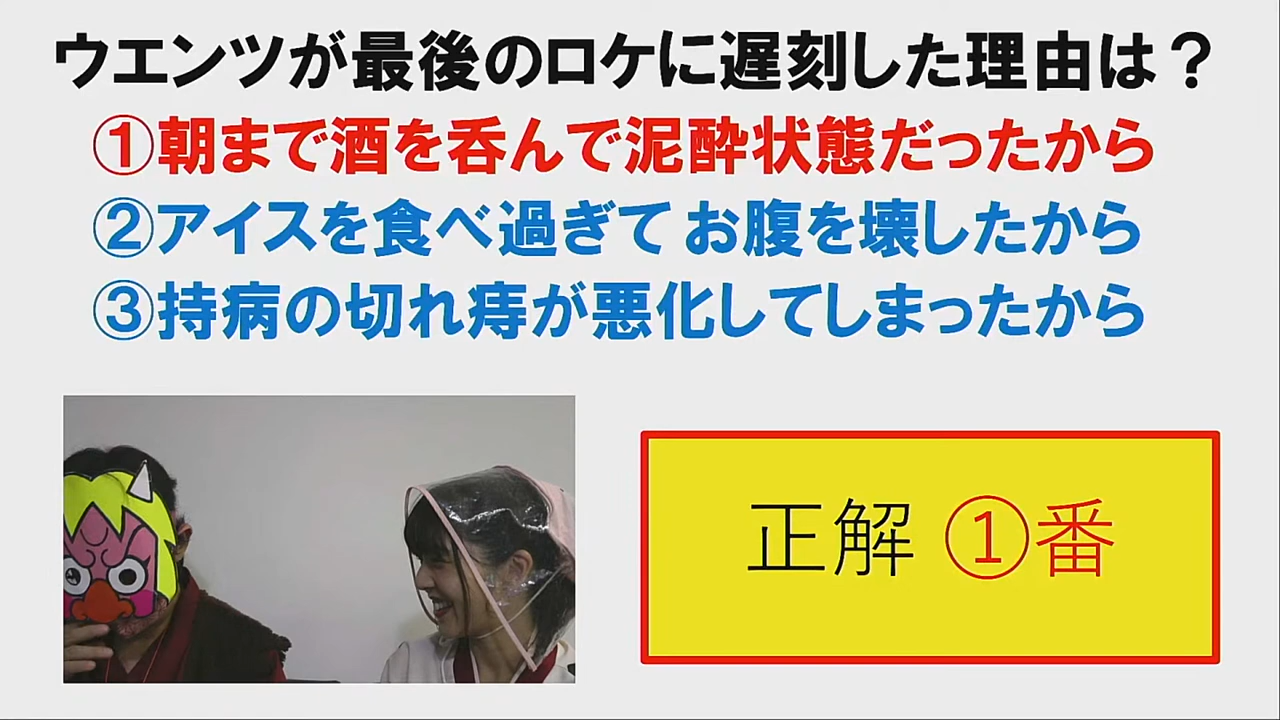 ウエンツが最後のロケに遅刻した理由は？
①朝まで酒を呑んで泥酔状態だったから
②アイスを食べ過ぎて お腹を壊したから
③持病の切れ痔が悪化してしまったから
正解 ①番